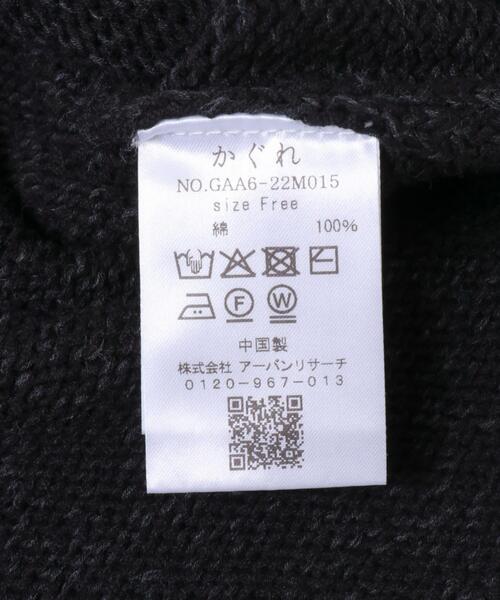 かぐれ
NO.GAA6-22M015
size Free
綿 100%
F W
中国製
株式会社 アーバンリサーチ
0120-967-013